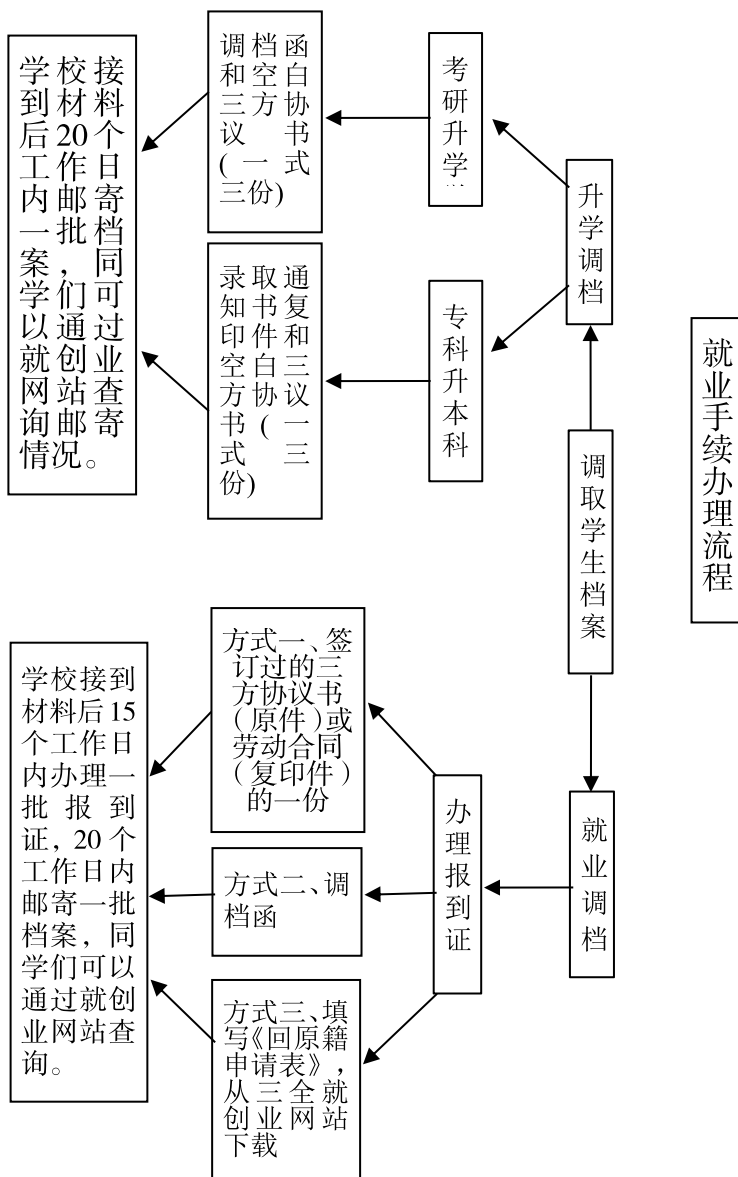 就业手续办理流程
调取学生档案
升学调档
考研升学
调档函
和空白
三方协
议书
(一式
三份)
专科升本科
录取通
知书复
印件和
空白三
方协议
书(一
式三
份)
学校接
到材料
后20个
工作日
内邮寄
一批档
案，同
学们可
以通过
就创业
网站查
询邮寄
情况。
就业调档
办理报到证
方式一、签
订过的三
方协议书
（原件）或
劳动合同
（复印件）
的一份
方式二、调
档函
方式三、填
写《回原籍
申请表》，
从三全就
创业网站
下载
学校接到
材料后15
个工作日
内办理一
批报到
证，20个
工作日内
邮寄一批
档案，同
学们可以
通过就创
业网站查
询。